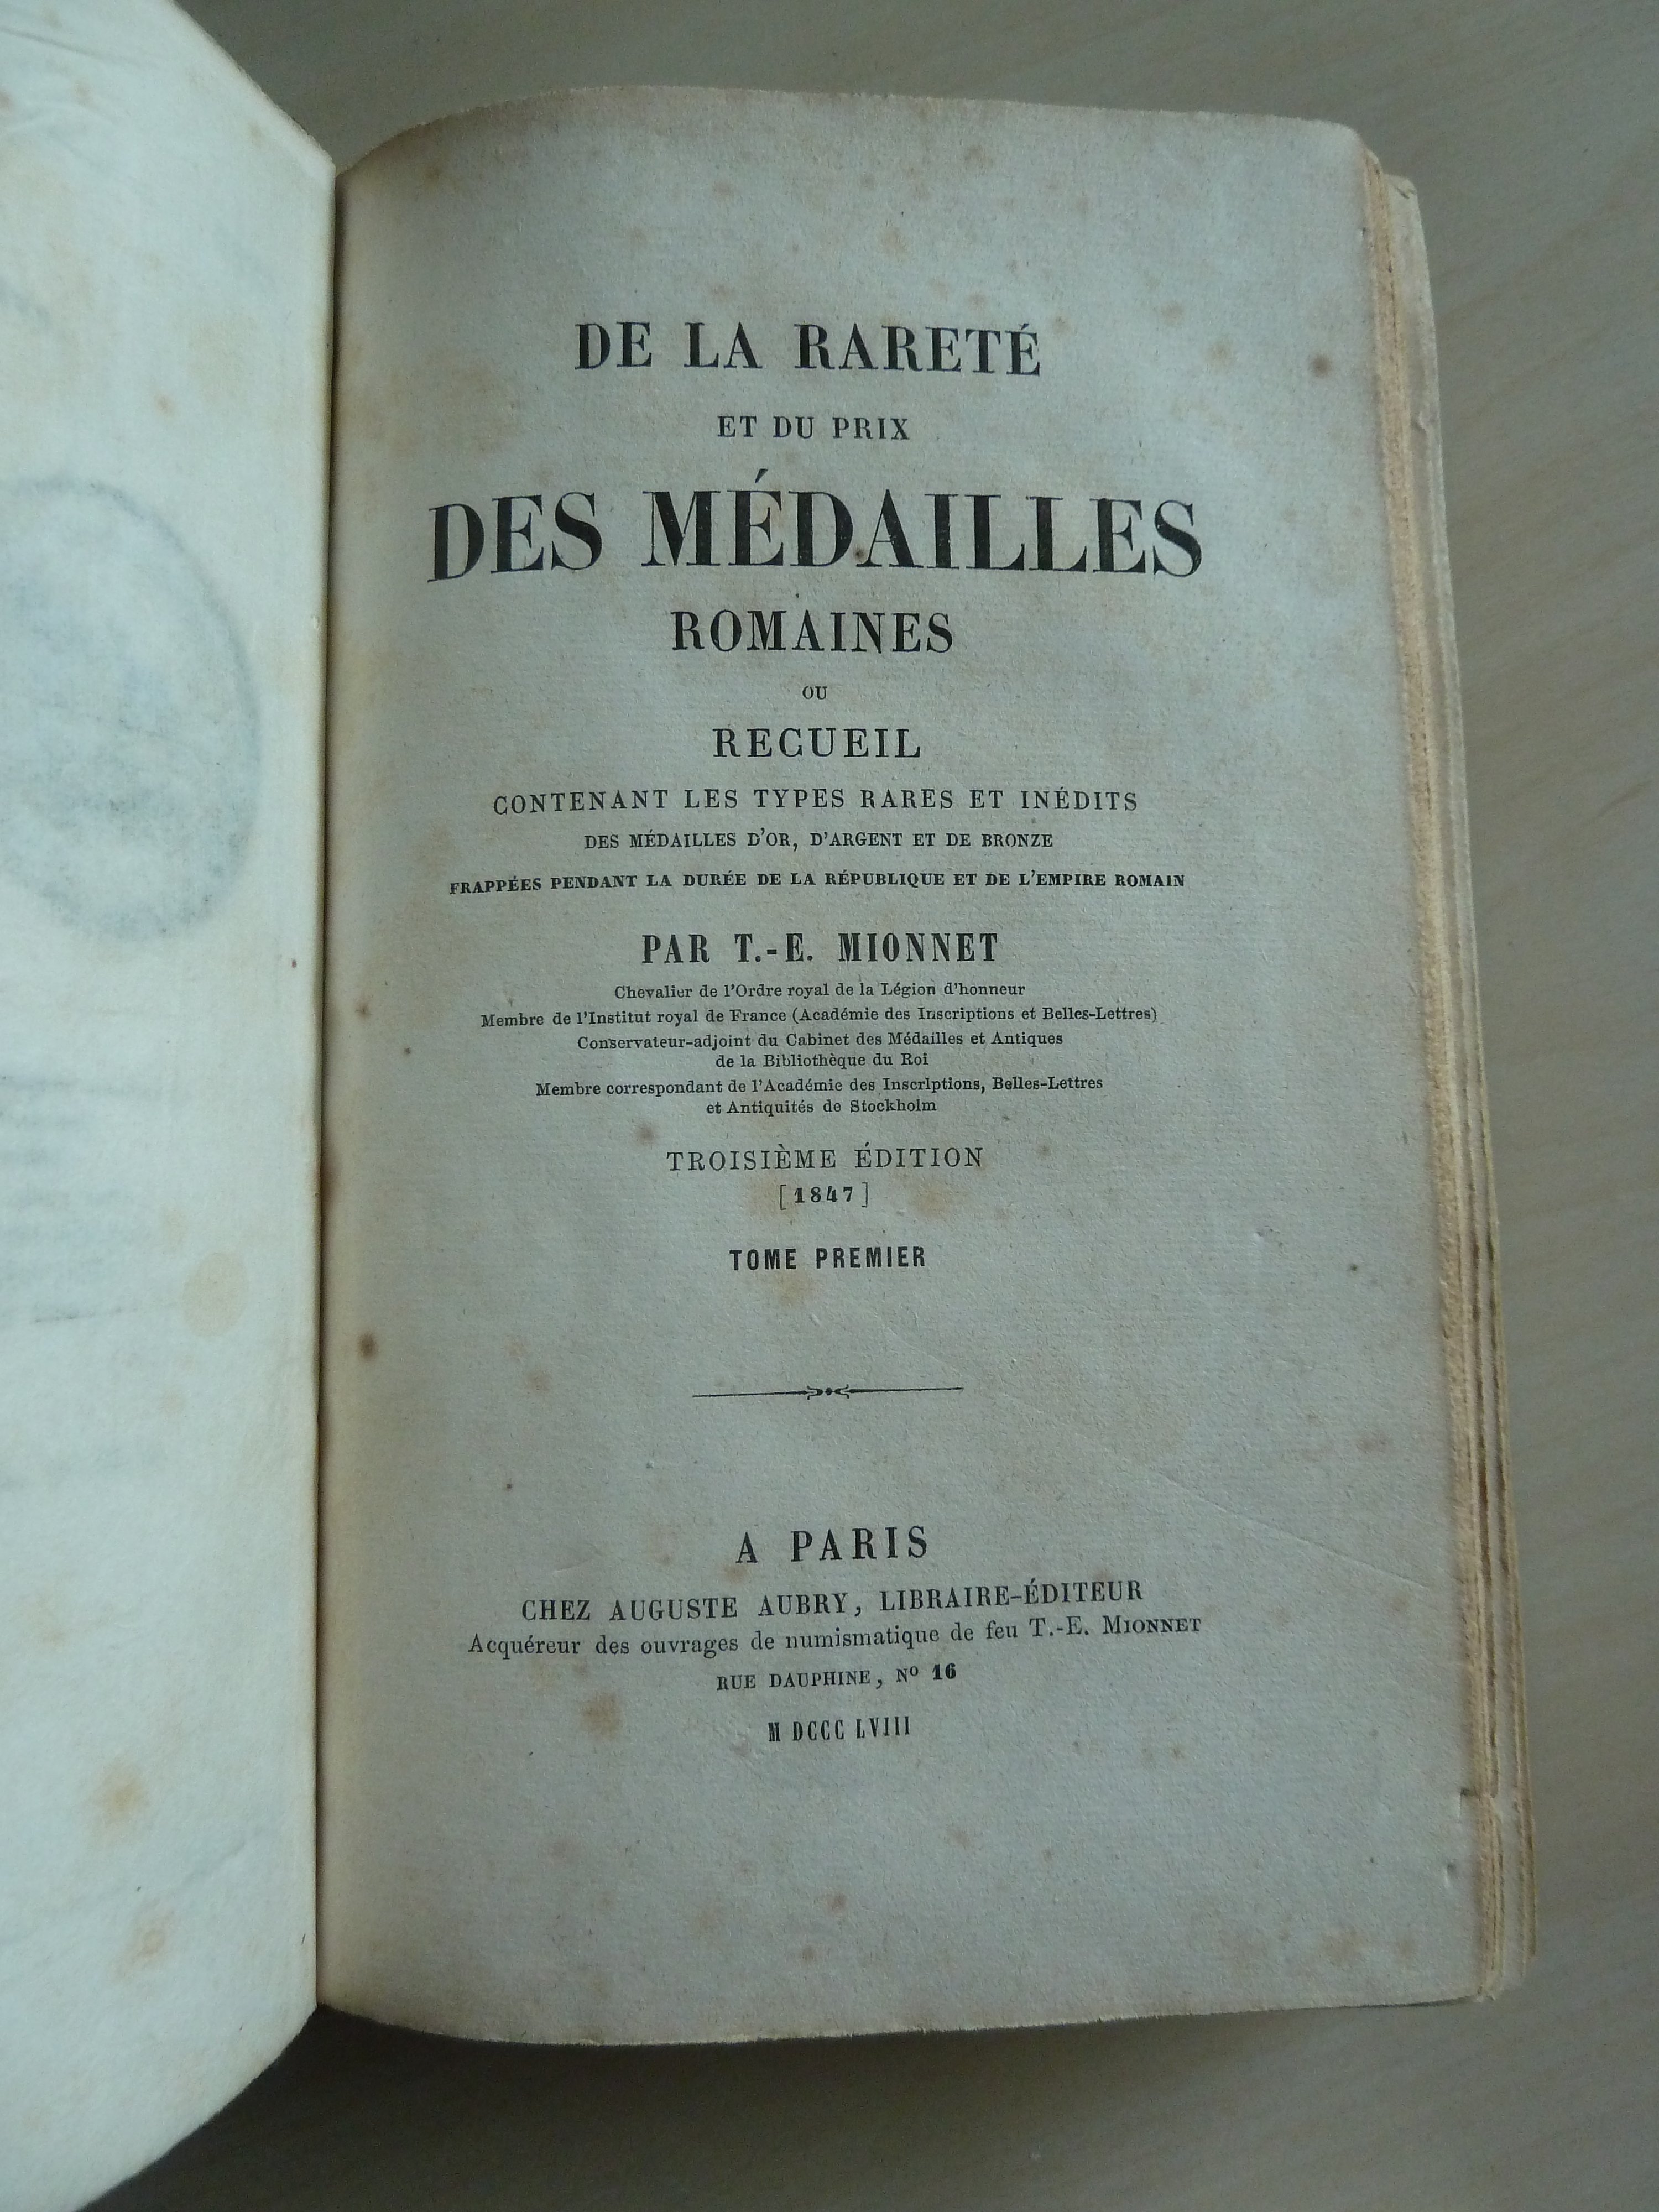 DE LA RARETÉ
ET DU PRIX
DES MÉDAILLES
ROMAINES
OU
RECUEIL
CONTENANT LES TYPES RARES ET INÉDITS
DES MÉDAILLES D'OR, D'ARGENT ET DE BRONZE
FRAPPÉES PENDANT LA DURÉE DE LA RÉPUBLIQUE ET DE L'EMPIRE ROMAIN
PAR T.-E. MIONNET
Chevalier de l'Ordre royal de la Légion d'honneur
Membre de l'Institut royal de France (Académie des Inscriptions et Belles-Lettres)
Conservateur-adjoint du Cabinet des Médailles et Antiques
de la Bibliothèque du Roi
Membre correspondant de l'Académie des Inscriptions, Belles-Lettres
et Antiquités de Stockholm
TROISIÈME ÉDITION
[1847]
TOME PREMIER
A PARIS
CHEZ AUGUSTE AUBRY, LIBRAIRE-ÉDITEUR
Acquéreur des ouvrages de numismatique de feu T.-E. MIONNET
RUE DAUPHINE, Nº 16
M DCCC LVIII